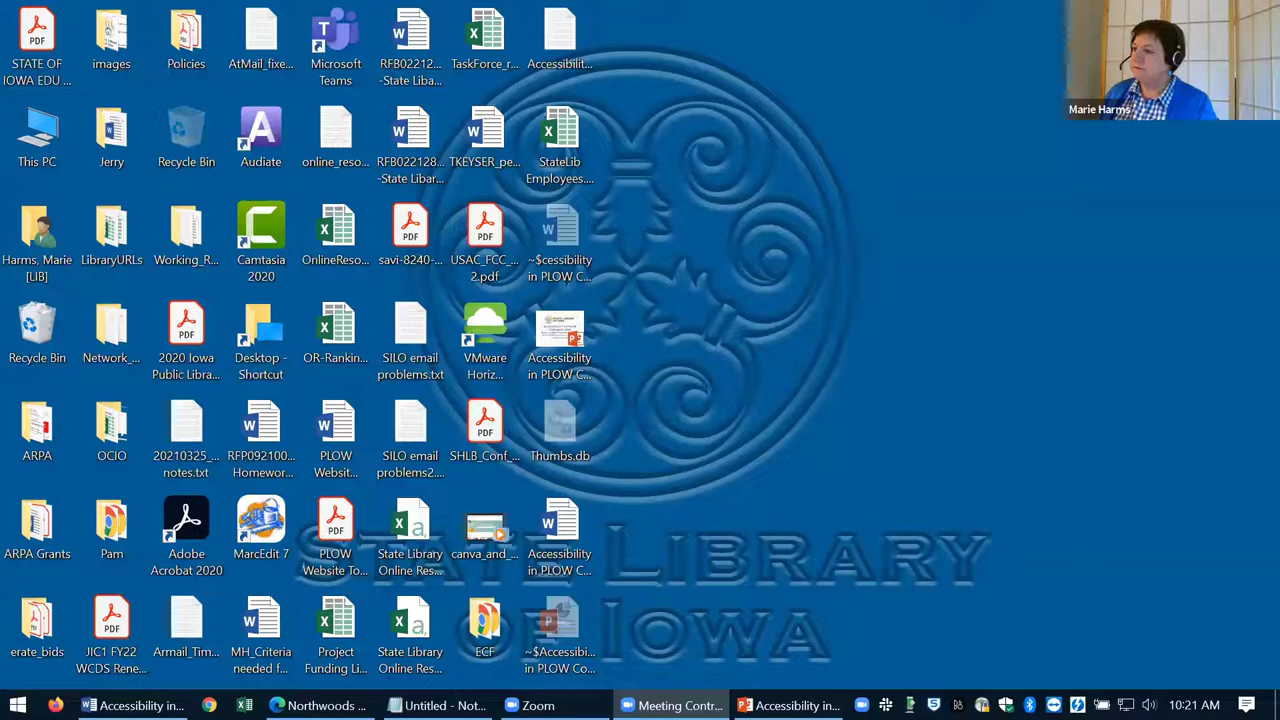 STATE OF
IOWA EDU ...
images
Policies
AtMail_fixe...
Microsoft
Teams
RFB02212...
-State Liba...
TaskForce_r...
Accessibilit...
This PC
Jerry
Recycle Bin
Audiate
online_reso...
RFB022128...
-State Libar...
TKEYSER_pe...
StateLib
Employees....
Harms, Marie
[LIB]
LibraryURLs
Working_R...
Camtasia
2020
OnlineReso...
savi-8240-...
USAC_FCC_...
2.pdf
~$cessibility
in PLOW C...
Recycle Bin
Network_...
2020 Iowa
Public Libra...
Desktop -
Shortcut
OR-Rankin...
SILO email
problems.txt
VMware
Horiz...
Accessibility
in PLOW C...
ARPA
OCIO
20210325_...
notes.txt
RFP092100...
Homewor...
PLOW
Websit...
SILO email
problems2....
SHLB_Conf_...
Thumbs.db
ARPA Grants
Pam
Adobe
Acrobat 2020
MarcEdit 7
PLOW
Website To...
State Library
Online Res...
canva_and_...
Accessibility
in PLOW C...
erate_bids
JIC1 FY22
WCDS Rene...
Armail_Tim...
MH_Criteria
needed f...
Project
Funding Li...
State Library
Online Res...
ECF
~$Accessibi...
in PLOW Co...
STATE LIBRARY
OF IOWA
Marie Harms
Accessibility in...
Northwoods ...
Untitled - Not...
Zoom
Meeting Contr...
Accessibility in...
10:21 AM